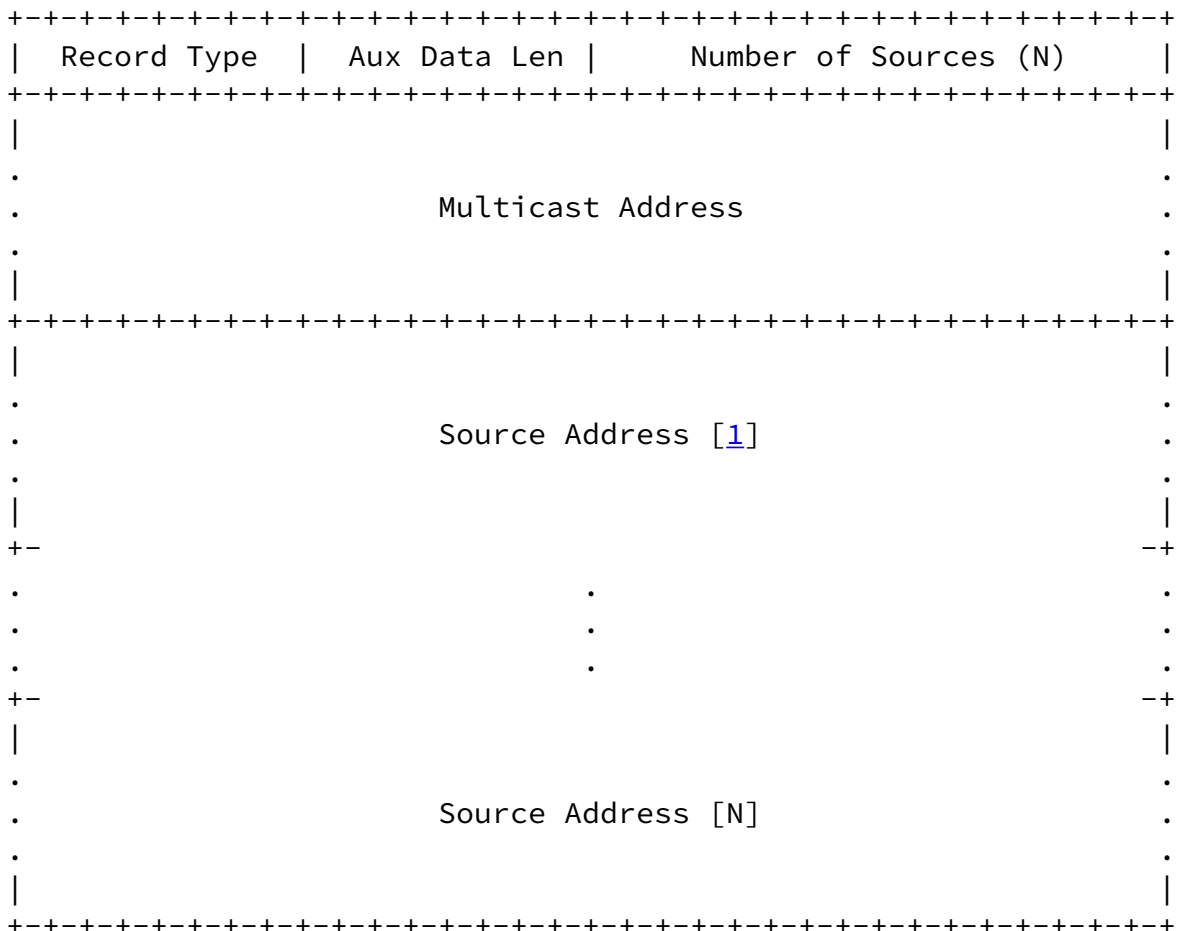 +-+-+-+-+-+-+-+-+-+-+-+-+-+-+-+-+-+-+-+-+-+-+-+-+-+-+-+-+-+-+-+-+
|  Record Type  |  Aux Data Len |     Number of Sources (N)     |
+-+-+-+-+-+-+-+-+-+-+-+-+-+-+-+-+-+-+-+-+-+-+-+-+-+-+-+-+-+-+-+-+
|                                                               |
.                                                               .
.                       Multicast Address                       .
.                                                               .
|                                                               |
+-+-+-+-+-+-+-+-+-+-+-+-+-+-+-+-+-+-+-+-+-+-+-+-+-+-+-+-+-+-+-+-+
|                                                               |
.                                                               .
.                       Source Address [1]                      .
.                                                               .
|                                                               |
+-                                                             -+
.                               .                               .
.                               .                               .
.                               .                               .
+-                                                             -+
|                                                               |
.                                                               .
.                       Source Address [N]                      .
.                                                               .
|                                                               |
+-+-+-+-+-+-+-+-+-+-+-+-+-+-+-+-+-+-+-+-+-+-+-+-+-+-+-+-+-+-+-+-+